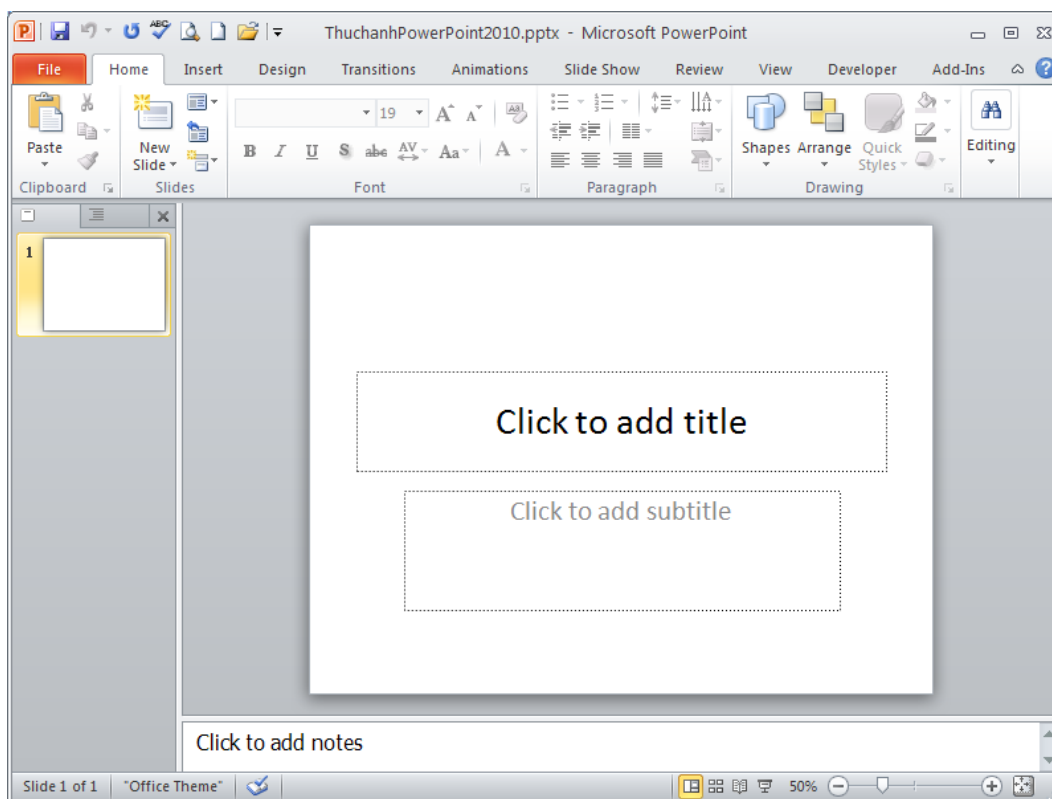 ThuchanhPowerPoint2010.pptx - Microsoft PowerPoint
File Home Insert Design Transitions Animations Slide Show Review View Developer Add-Ins
Paste
New
Slide
19
B I U S abc AV Aa A
Shapes Arrange Quick
Styles
Editing
Clipboard Slides Font Paragraph Drawing
1
Click to add title
Click to add subtitle
Click to add notes
Slide 1 of 1 "Office Theme" 50%